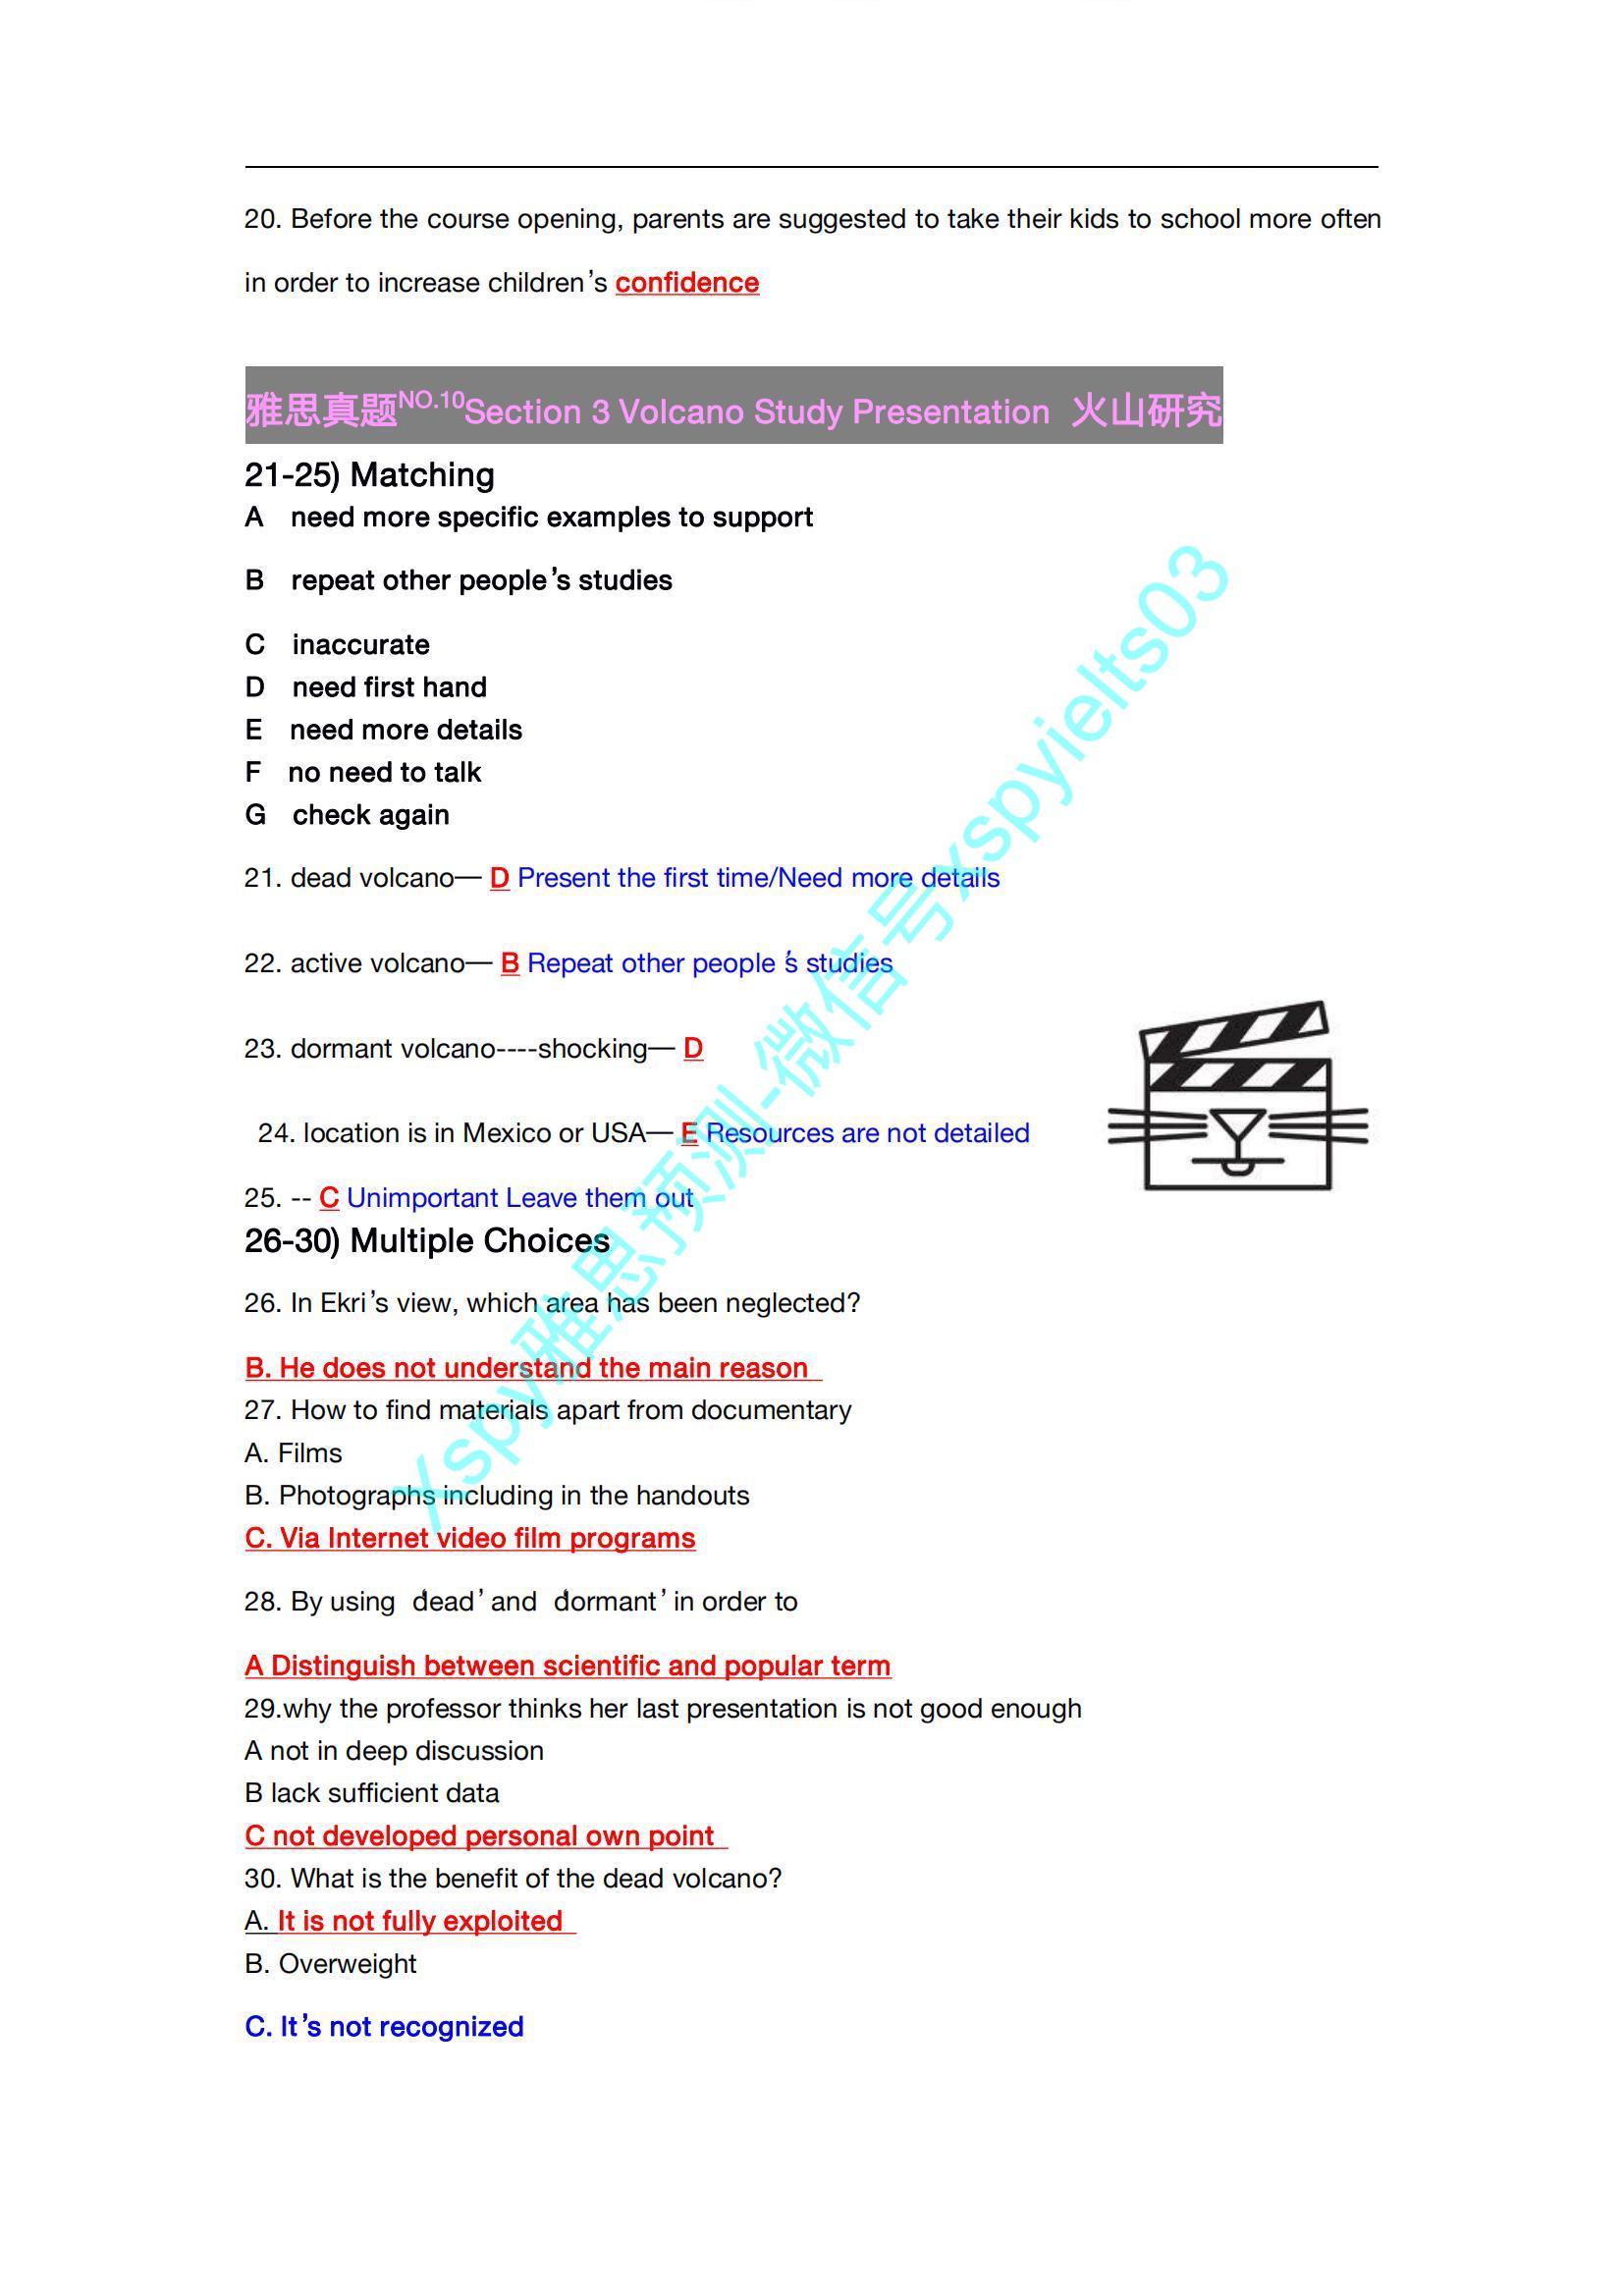 20. Before the course opening, parents are suggested to take their kids to school more often
in order to increase children’s confidence
雅思真题NO.10Section 3 Volcano Study Presentation 火山研究
21-25) Matching
A need more specific examples to support
B repeat other people’s studies
C inaccurate
D need first hand
E need more details
F no need to talk
G check again
21. dead volcano— D Present the first time/Need more details
22. active volcano— B Repeat other people’s studies
23. dormant volcano----shocking— D
24. location is in Mexico or USA— E Resources are not detailed
25. -- C Unimportant Leave them out
26-30) Multiple Choices
26. In Ekri’s view, which area has been neglected?
B. He does not understand the main reason
27. How to find materials apart from documentary
A. Films
B. Photographs including in the handouts
C. Via Internet video film programs
28. By using ‘dead’ and ‘dormant’ in order to
A Distinguish between scientific and popular term
29.why the professor thinks her last presentation is not good enough
A not in deep discussion
B lack sufficient data
C not developed personal own point
30. What is the benefit of the dead volcano?
A. It is not fully exploited
B. Overweight
C. It’s not recognized
Xspy雅思预测-微信号xspyielts03